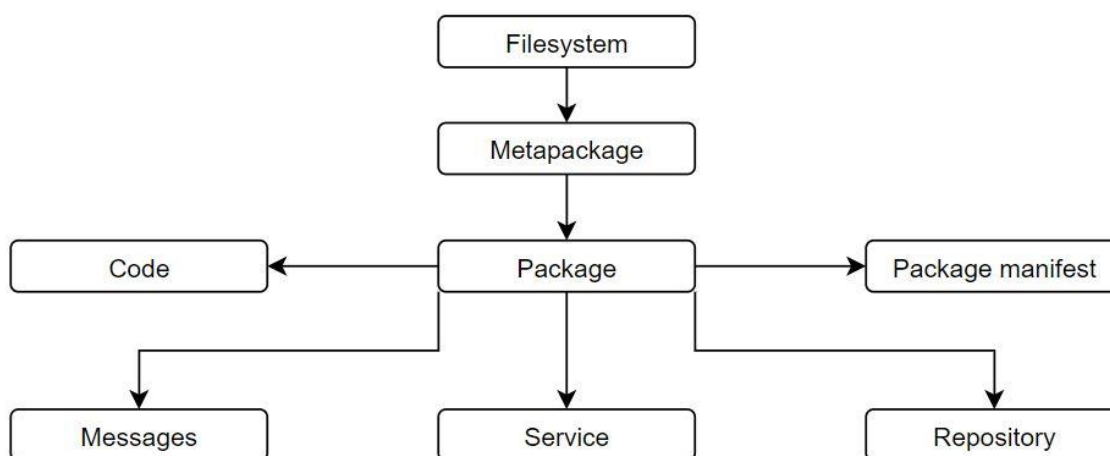 Filesystem
Metapackage
Code
Package
Package manifest
Messages
Service
Repository